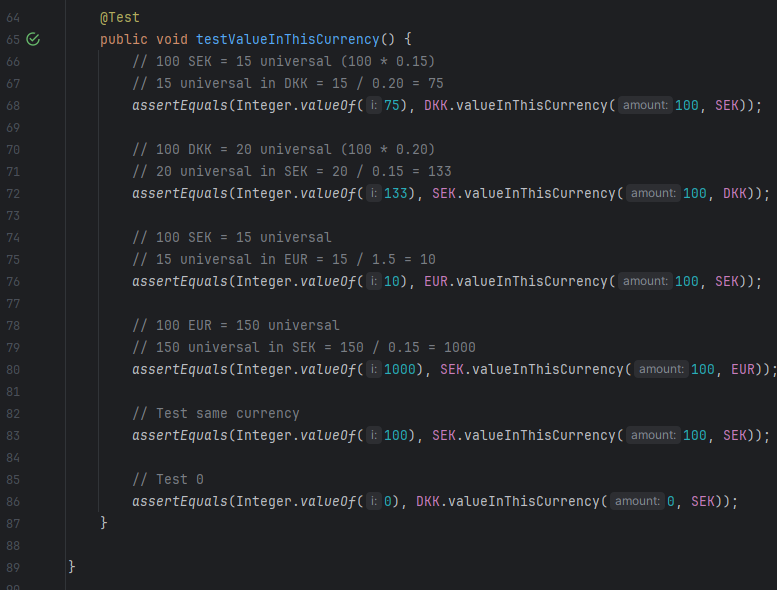 64 @Test
65 public void testValueInThisCurrency() {
66 // 100 SEK = 15 universal (100 * 0.15)
67 // 15 universal in DKK = 15 / 0.20 = 75
68 assertEquals(Integer.valueOf( i: 75), DKK.valueInThisCurrency( amount: 100, SEK));
69
70 // 100 DKK = 20 universal (100 * 0.20)
71 // 20 universal in SEK = 20 / 0.15 = 133
72 assertEquals(Integer.valueOf( i: 133), SEK.valueInThisCurrency( amount: 100, DKK));
73
74 // 100 SEK = 15 universal
75 // 15 universal in EUR = 15 / 1.5 = 10
76 assertEquals(Integer.valueOf( i: 10), EUR.valueInThisCurrency( amount: 100, SEK));
77
78 // 100 EUR = 150 universal
79 // 150 universal in SEK = 150 / 0.15 = 1000
80 assertEquals(Integer.valueOf( i: 1000), SEK.valueInThisCurrency( amount: 100, EUR));
81
82 // Test same currency
83 assertEquals(Integer.valueOf( i: 100), SEK.valueInThisCurrency( amount: 100, SEK));
84
85 // Test 0
86 assertEquals(Integer.valueOf( i: 0), DKK.valueInThisCurrency( amount: 0, SEK));
87 }
88
89 }
90